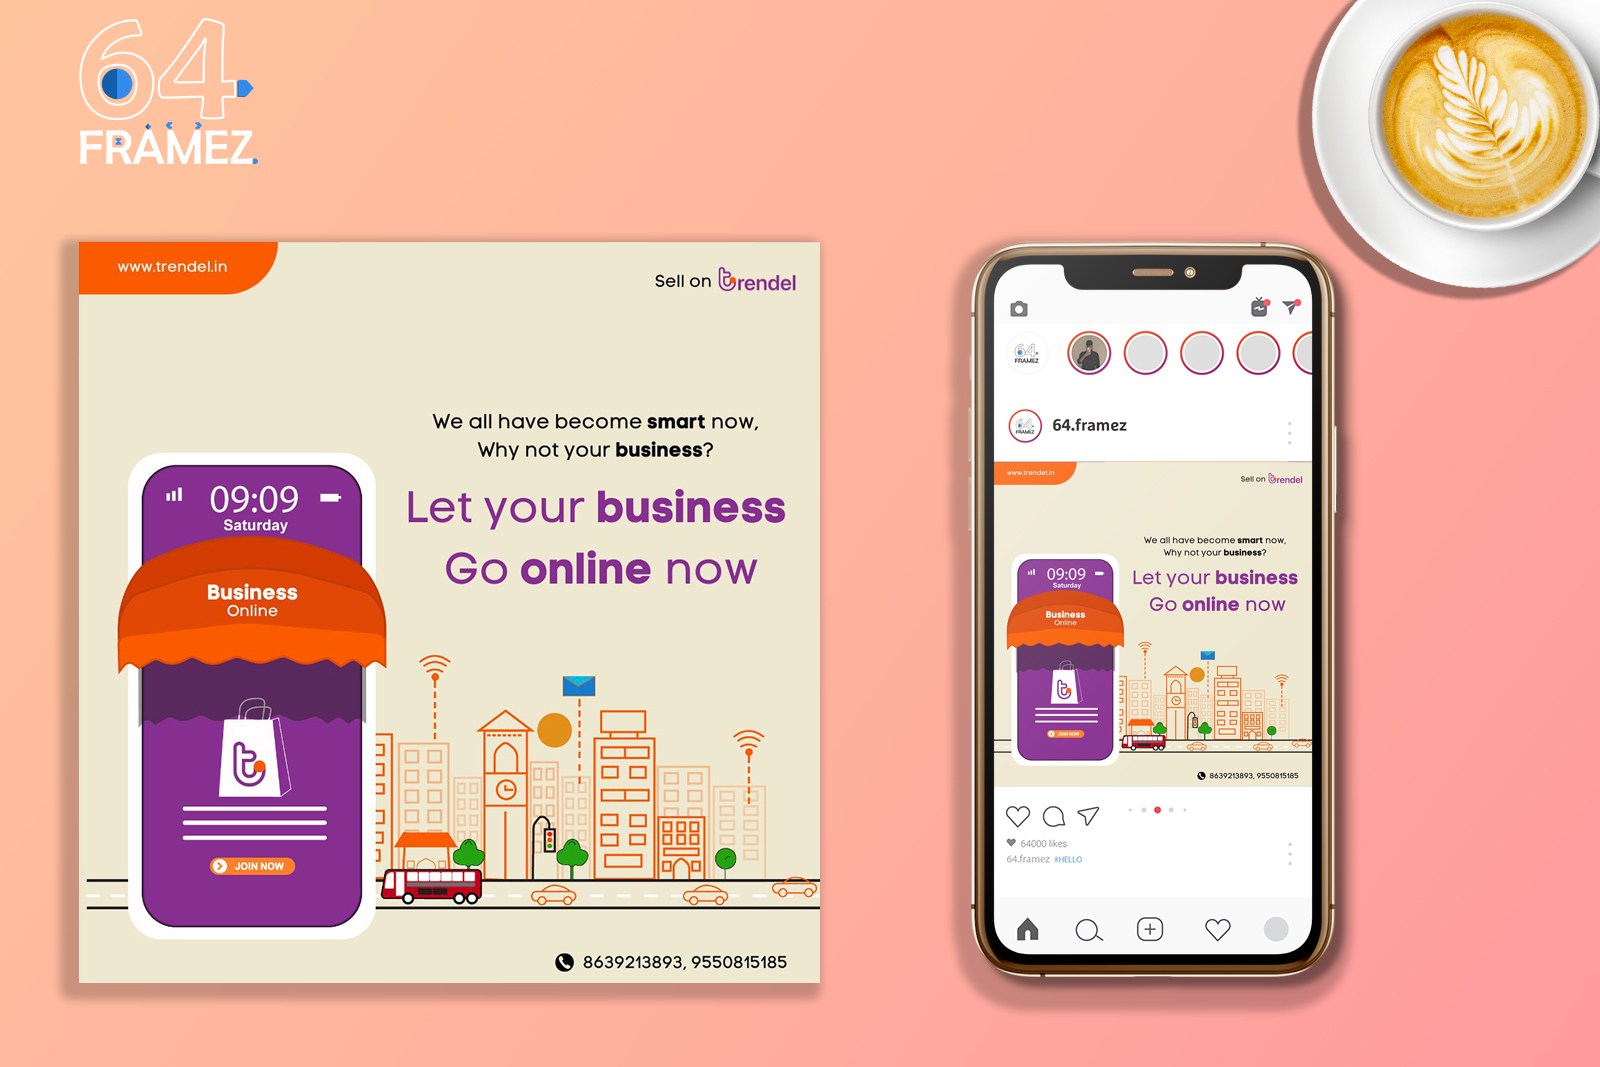 64
FRAMEZ
www.trendel.in
Sell on trendel
We all have become smart now,
Why not your business?
Let your business
Go online now
09:09
Saturday
Business
Online
t
JOIN NOW
8639213893, 9550815185
64
FRAMEZ
64
FRAMEZ
64.framez
www.trendel.in
Sell on trendel
We all have become smart now,
Why not your business?
Let your business
Go online now
09:09
Saturday
Business
Online
t
JOIN NOW
8639213893, 9550815185
64000 likes
64.framez #HELLO